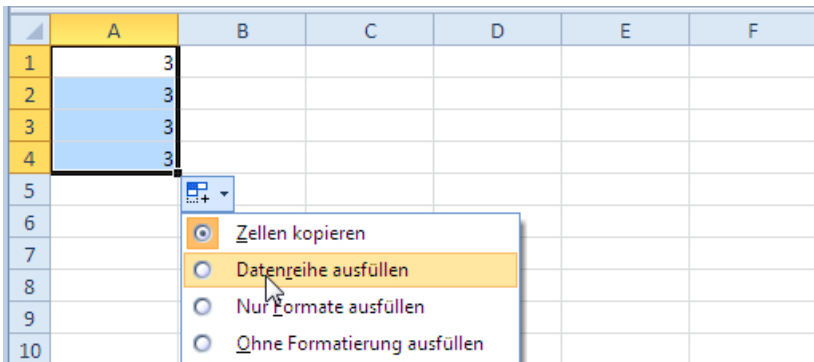 A B C D E F
1 3
2 3
3 3
4 3
5
6 Zellen kopieren
7 Datenreihe ausfüllen
8
Nur Formate ausfüllen
9
10 Ohne Formatierung ausfüllen